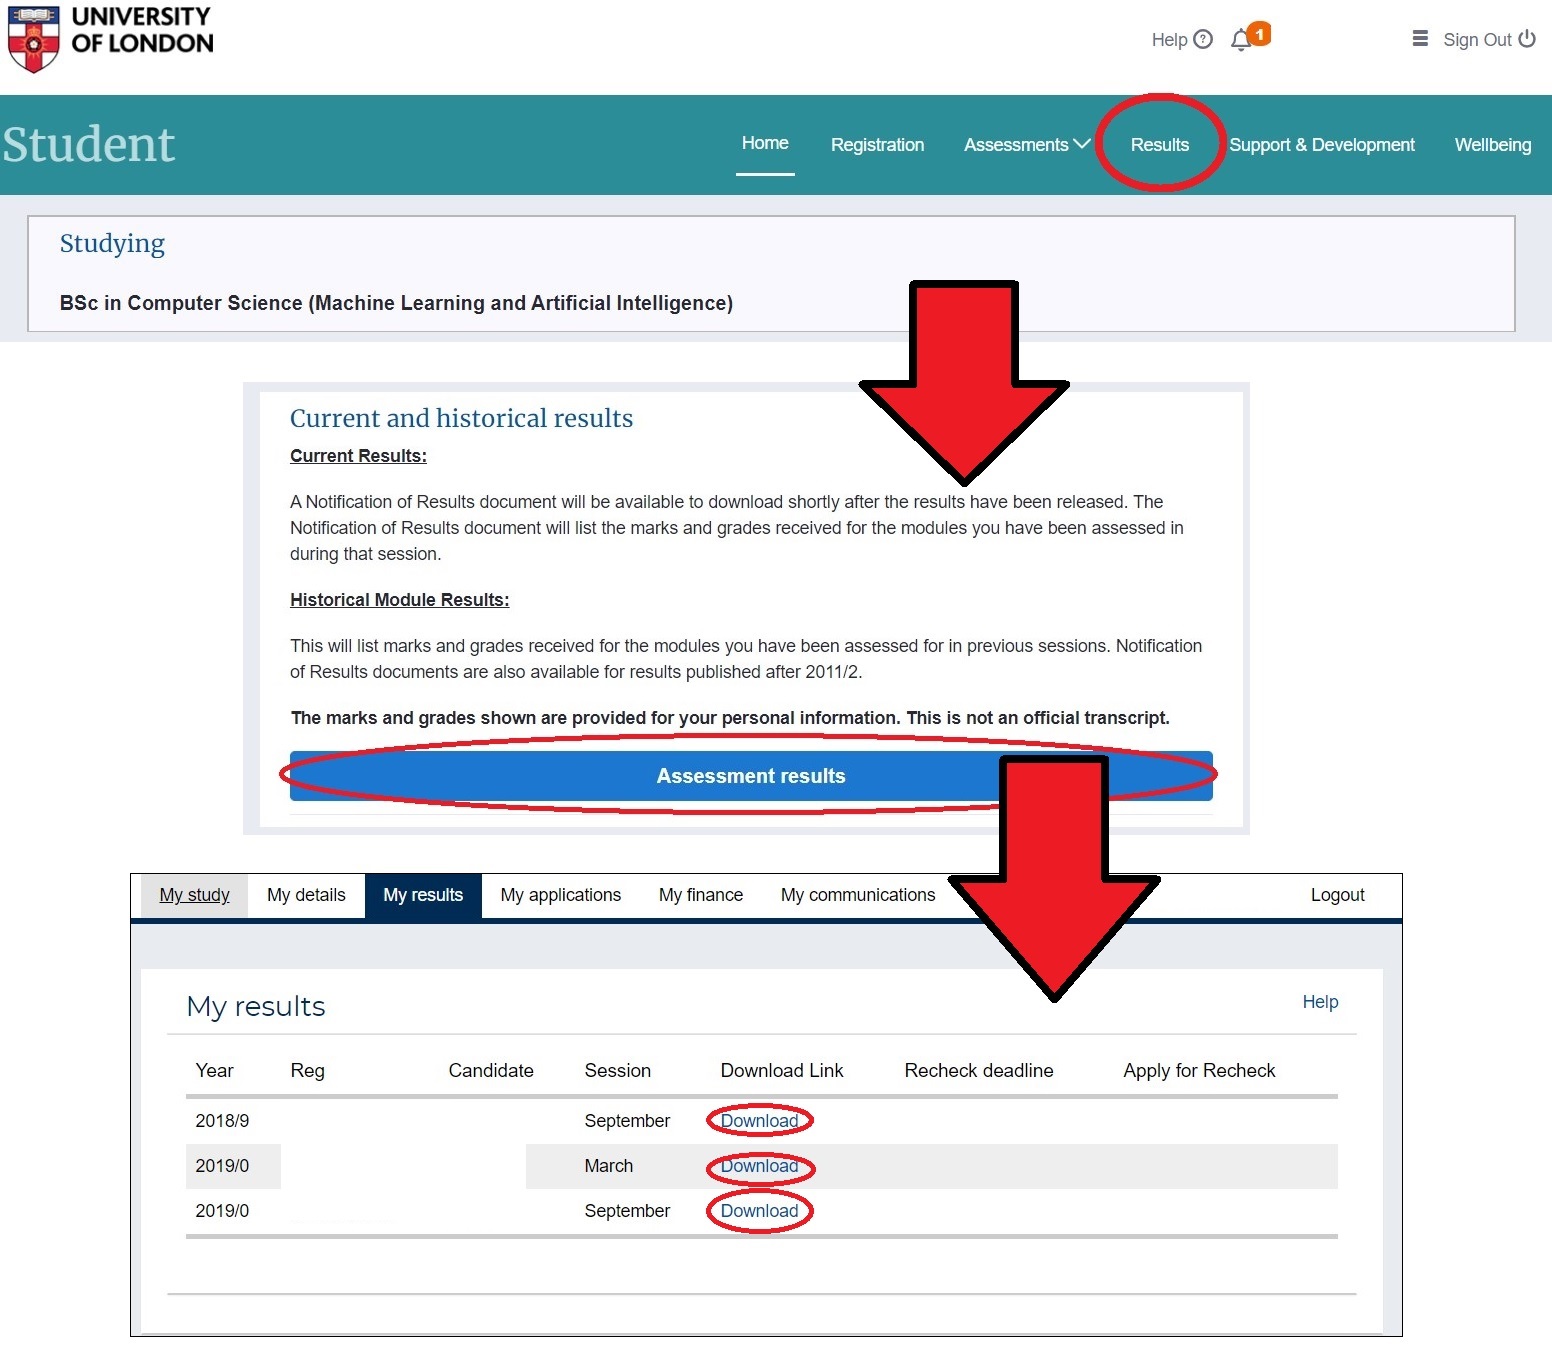 UNIVERSITY
OF LONDON
Help ? 1 Sign Out
Student
Home Registration Assessments Results Support & Development Wellbeing
Studying
BSc in Computer Science (Machine Learning and Artificial Intelligence)
Current and historical results
Current Results:
A Notification of Results document will be available to download shortly after the results have been released. The
Notification of Results document will list the marks and grades received for the modules you have been assessed in
during that session.
Historical Module Results:
This will list marks and grades received for the modules you have been assessed for in previous sessions. Notification
of Results documents are also available for results published after 2011/2.
The marks and grades shown are provided for your personal information. This is not an official transcript.
Assessment results
My study My details My results My applications My finance My communications Logout
My results Help
Year Reg Candidate Session Download Link Recheck deadline Apply for Recheck
2018/9 September Download
2019/0 March Download
2019/0 September Download